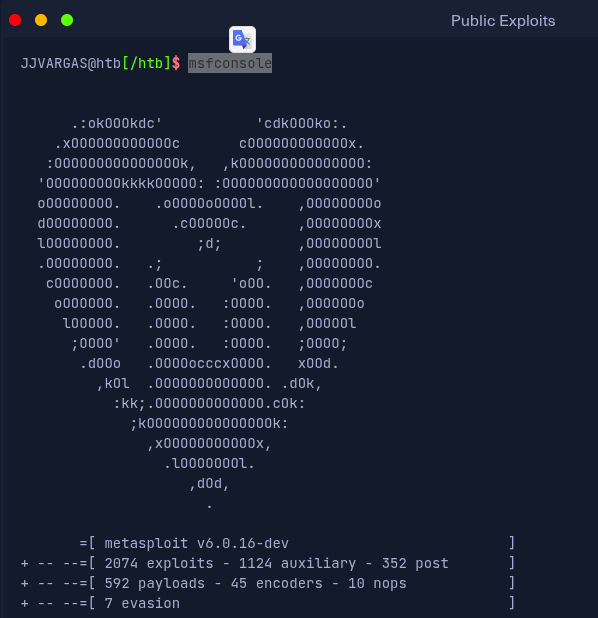 Public Exploits
JJVARGAS@htb[/htb]$ msfconsole
      .:okOOOkdc'           'cdkOOOko:.
    .xOOOOOOOOOOOOc       cOOOOOOOOOOOOx.
   :OOOOOOOOOOOOOOOk,   ,kOOOOOOOOOOOOOOO:
  'OOOOOOOOOkkkkOOOOO: :OOOOOOOOOOOOOOOOOO'
  oOOOOOOOO.    .oOOOOoOOOOl.    ,OOOOOOOOo
  dOOOOOOOO.      .cOOOOOc.      ,OOOOOOOOx
  lOOOOOOOO.         ;d;         ,OOOOOOOOl
  .OOOOOOOO.   .;           ;    ,OOOOOOOO.
   cOOOOOOO.   .OOc.     'oOO.   ,OOOOOOOc
    oOOOOOO.   .OOOO.   :OOOO.   ,OOOOOOo
     lOOOOO.   .OOOO.   :OOOO.   ,OOOOOl
      ;OOOO'   .OOOO.   :OOOO.   ;OOOO;
       .dOOo   .OOOOocccxOOOO.   xOOd.
         ,kOl  .OOOOOOOOOOOOO. .dOk,
           :kk;.OOOOOOOOOOOOO.cOk:
             ;kOOOOOOOOOOOOOOOk:
               ,xOOOOOOOOOOOx,
                 .lOOOOOOOl.
                    ,dOd,
                      .
       =[ metasploit v6.0.16-dev                          ]
+ -- --=[ 2074 exploits - 1124 auxiliary - 352 post       ]
+ -- --=[ 592 payloads - 45 encoders - 10 nops            ]
+ -- --=[ 7 evasion                                       ]